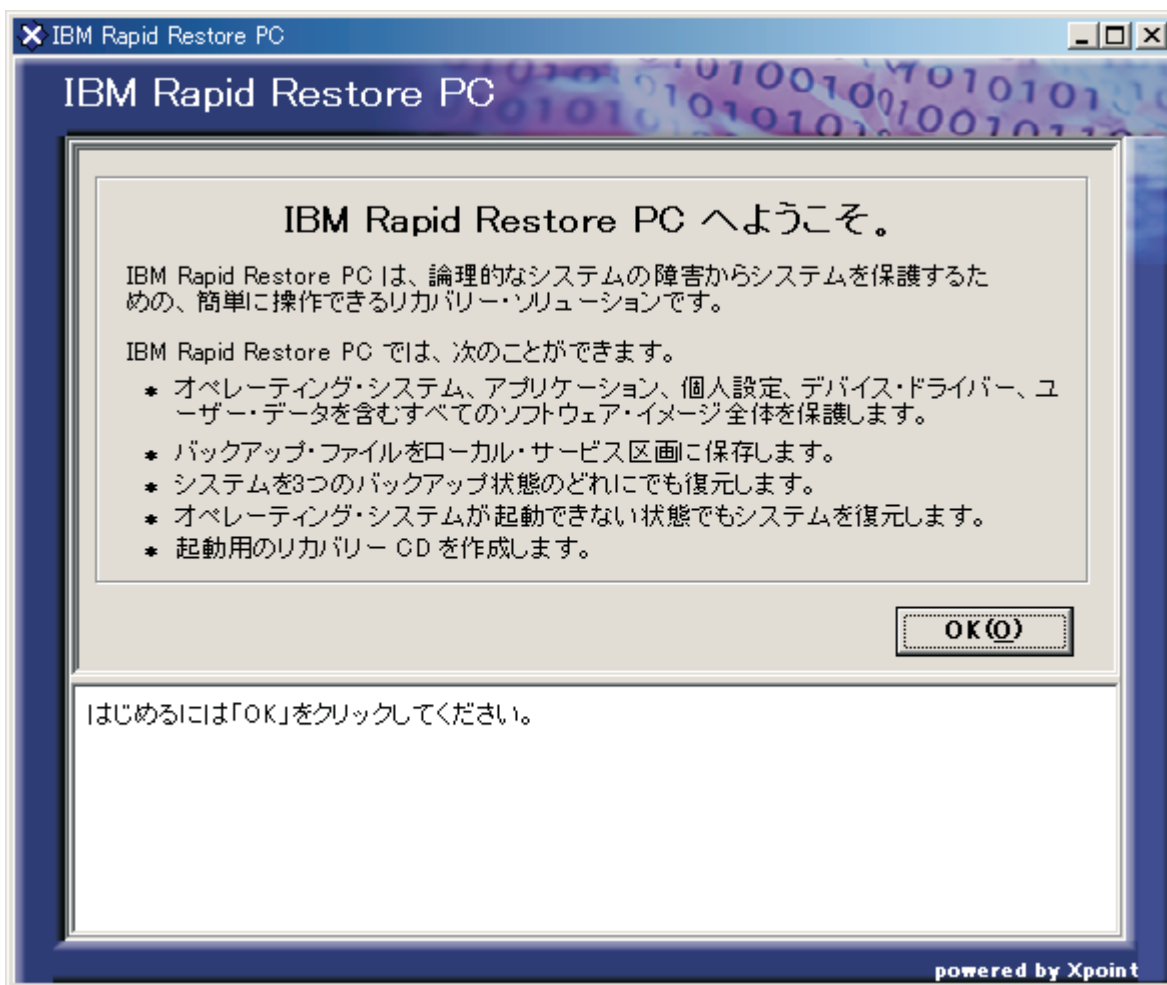 IBM Rapid Restore PC
IBM Rapid Restore PC
IBM Rapid Restore PC へようこそ。
IBM Rapid Restore PC は、論理的なシステムの障害からシステムを保護するた
めの、簡単に操作できるリカバリー・ソリューションです。
IBM Rapid Restore PC では、次のことができます。
* オペレーティング・システム、アプリケーション、個人設定、デバイス・ドライバー、ユ
ーザー・データを含むすべてのソフトウェア・イメージ全体を保護します。
* バックアップ・ファイルをローカル・サービス区画に保存します。
* システムを3つのバックアップ状態のどれにでも復元します。
* オペレーティング・システムが起動できない状態でもシステムを復元します。
* 起動用のリカバリー CD を作成します。
OK(O)
はじめるには「OK」をクリックしてください。
powered by Xpoint